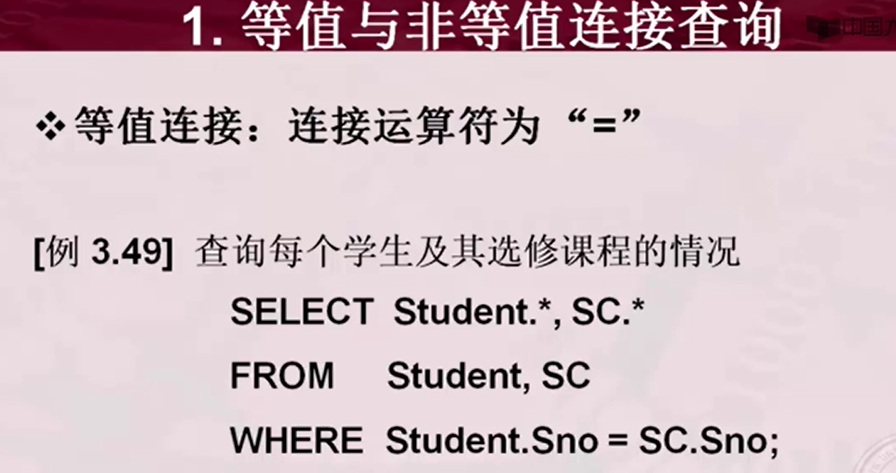 1. 等值与非等值连接查询
中国
❖等值连接：连接运算符为“=”
[例 3.49] 查询每个学生及其选修课程的情况
SELECT Student.*, SC.*
FROM Student, SC
WHERE Student.Sno = SC.Sno;